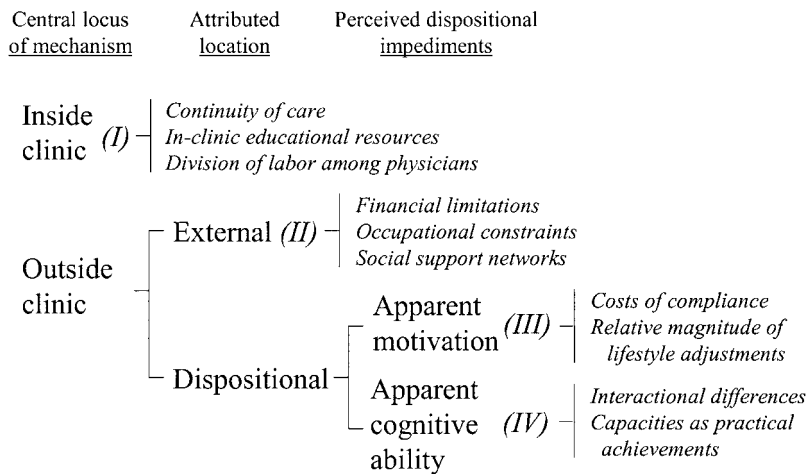 Central locus
of mechanism
Attributed
location
Perceived dispositional
impediments
Inside
clinic
(I)
Continuity of care
In-clinic educational resources
Division of labor among physicians
Outside
clinic
External (II)
Financial limitations
Occupational constraints
Social support networks
Dispositional
Apparent
motivation
(III)
Costs of compliance
Relative magnitude of
lifestyle adjustments
Apparent
cognitive
ability
(IV)
Interactional differences
Capacities as practical
achievements